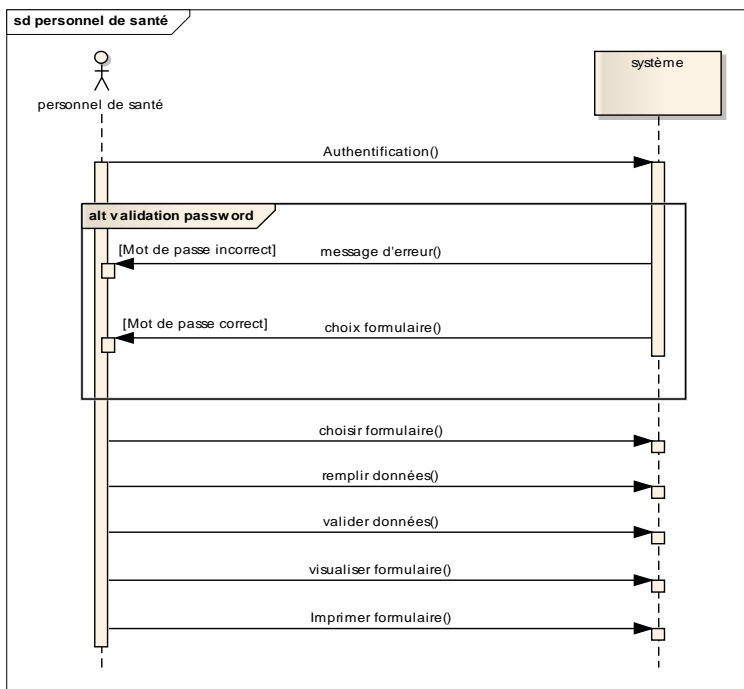 sd personnel de santé
système
personnel de santé
Authentification()
alt validation password
[Mot de passe incorrect]
message d'erreur()
[Mot de passe correct]
choix formulaire()
choisir formulaire()
remplir données()
valider données()
visualiser formulaire()
Imprimer formulaire()